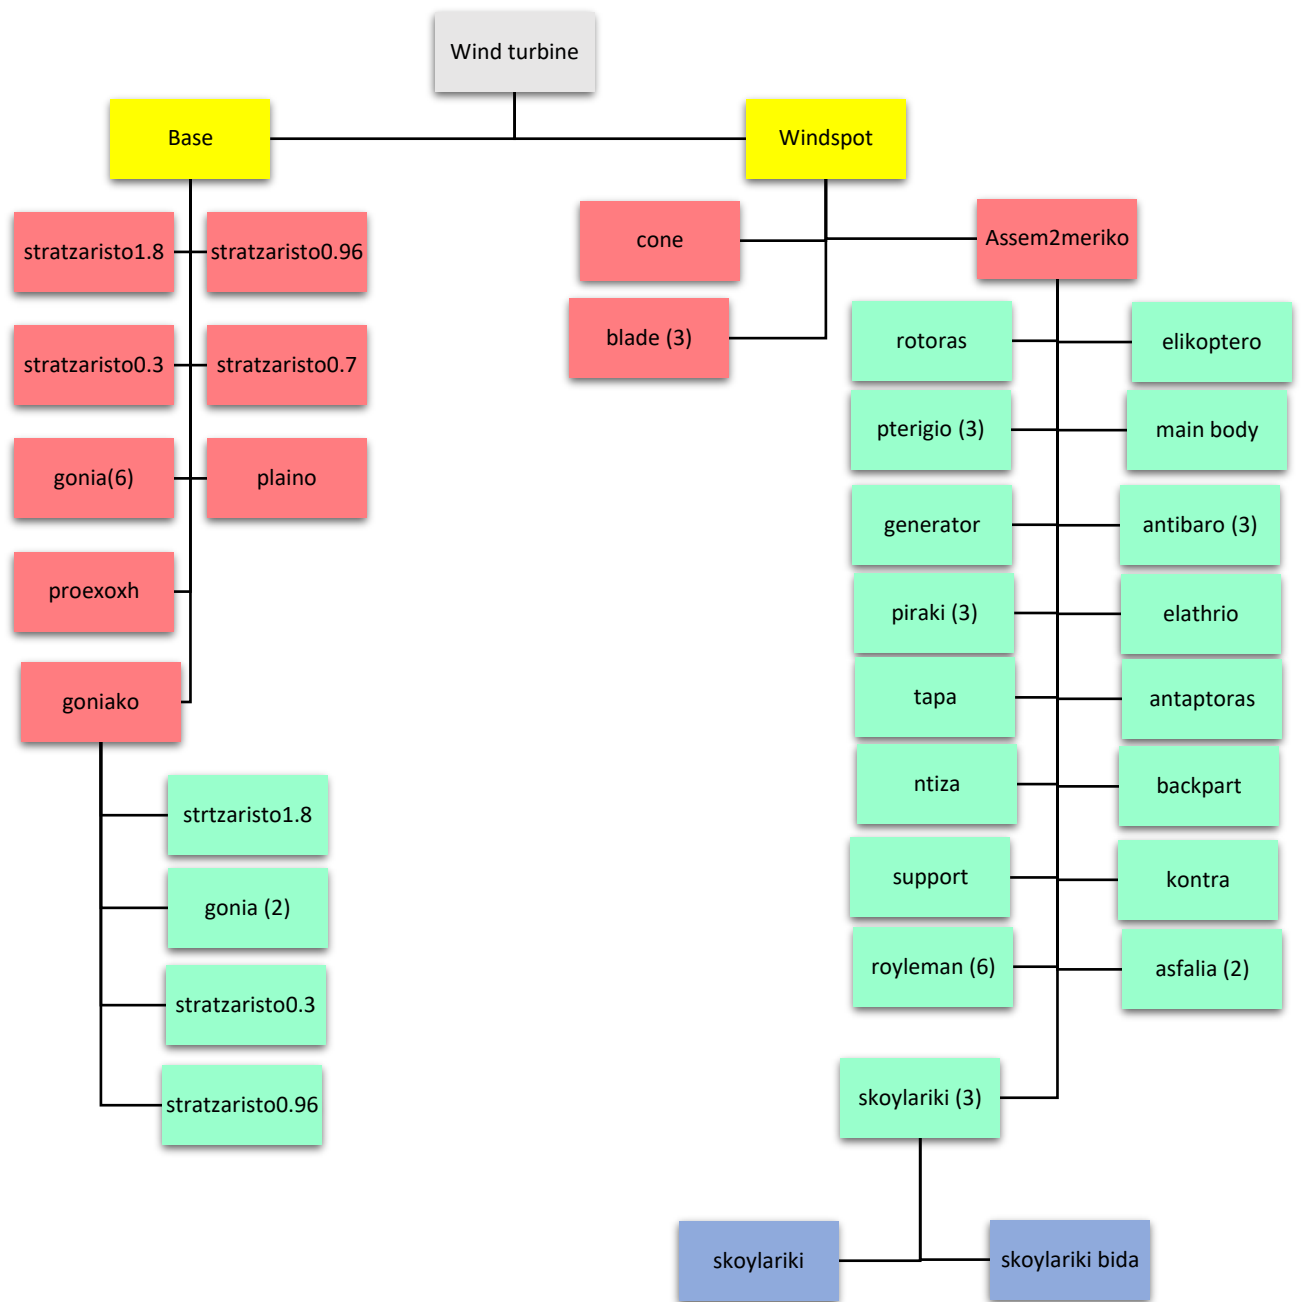 Wind turbine
Base
Windspot
stratzaristo1.8
stratzaristo0.96
stratzaristo0.3
stratzaristo0.7
gonia(6)
plaino
proexoxh
goniako
strtzaristo1.8
gonia (2)
stratzaristo0.3
stratzaristo0.96
cone
blade (3)
Assem2meriko
rotoras
elikoptero
pterigio (3)
main body
generator
antibaro (3)
piraki (3)
elathrio
tapa
antaptoras
ntiza
backpart
support
kontra
royleman (6)
asfalia (2)
skoylariki (3)
skoylariki
skoylariki bida